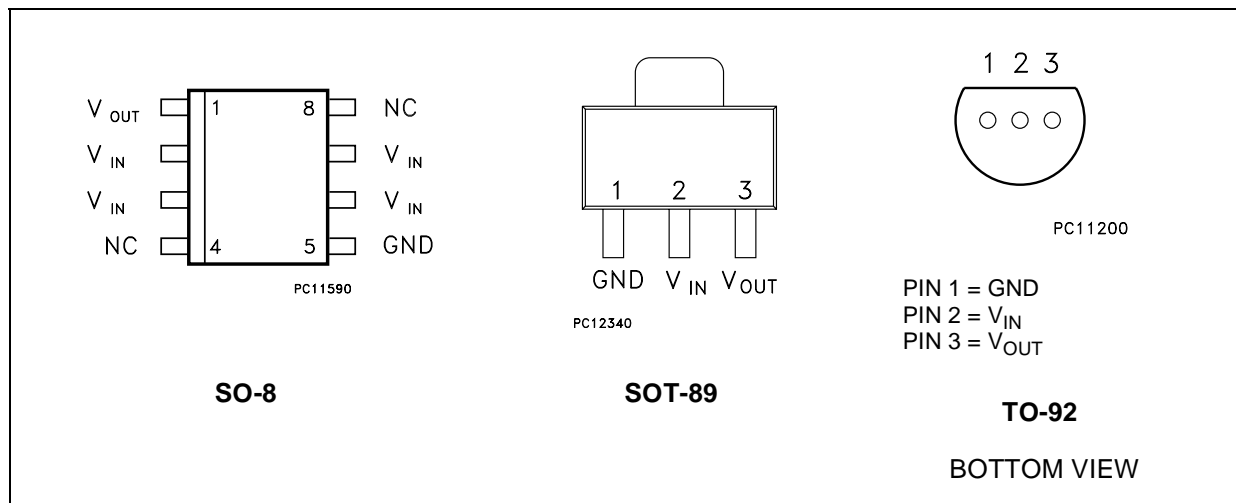 V OUT 1 8 NC
V IN V IN
V IN V IN
NC 4 5 GND
PC11590
SO-8
1 2 3
GND V IN V OUT
PC12340
SOT-89
1 2 3
PC11200
PIN 1 = GND
PIN 2 = VIN
PIN 3 = VOUT
TO-92
BOTTOM VIEW